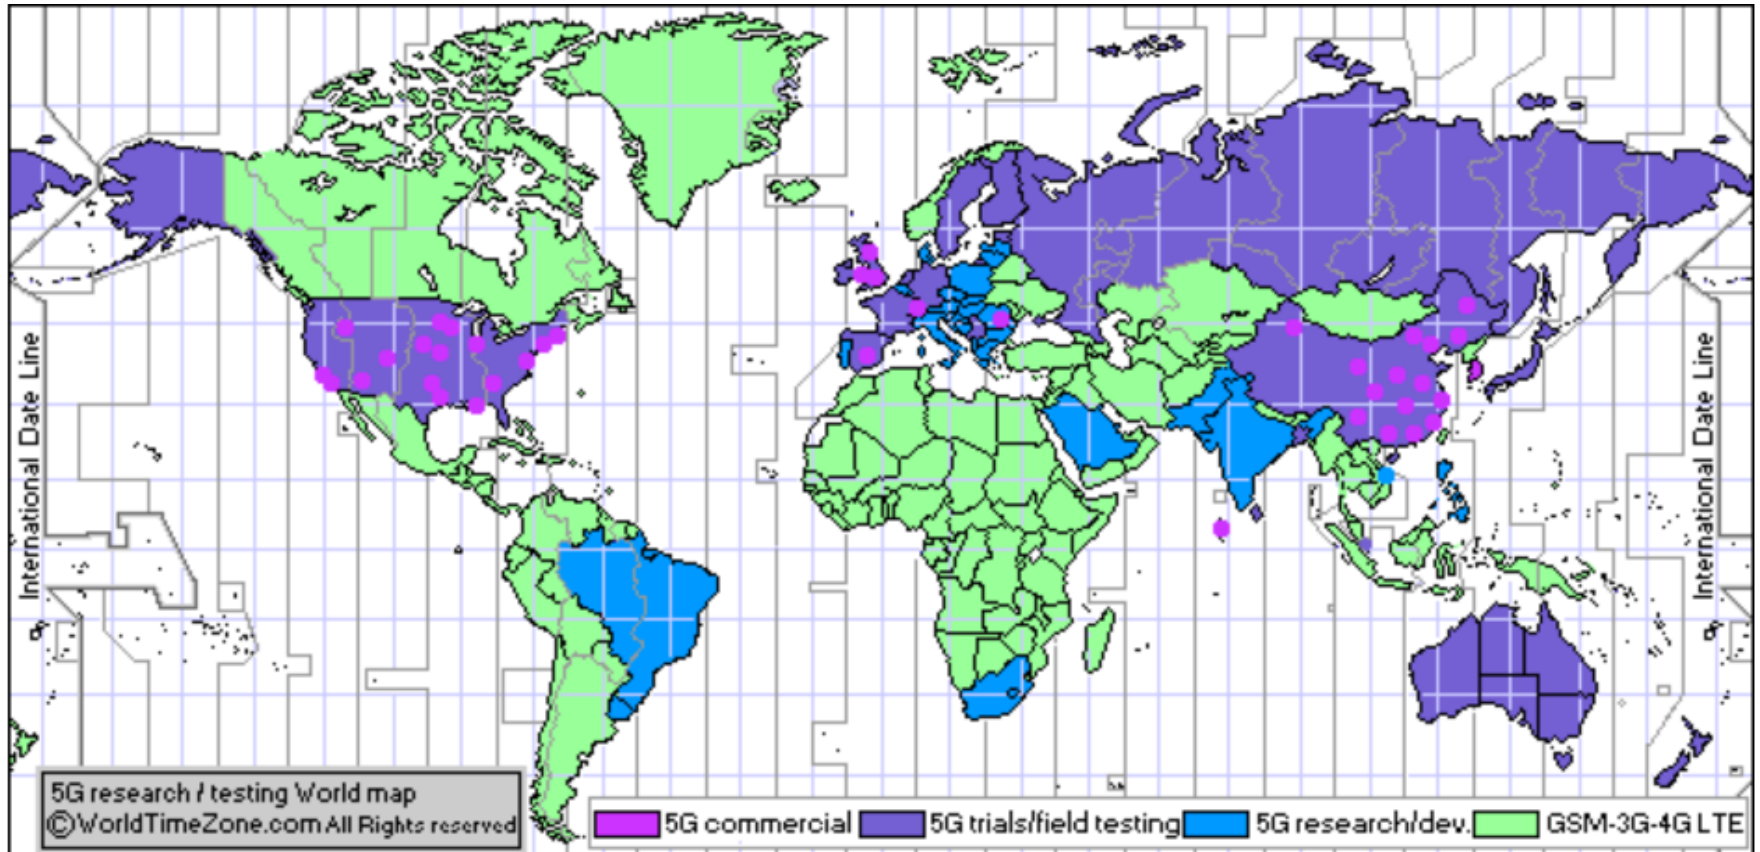 International Date Line
International Date Line
5G research / testing World map
©WorldTimeZone.com All Rights reserved
5G commercial 5G trials/field testing 5G research/dev. GSM-3G-4G LTE